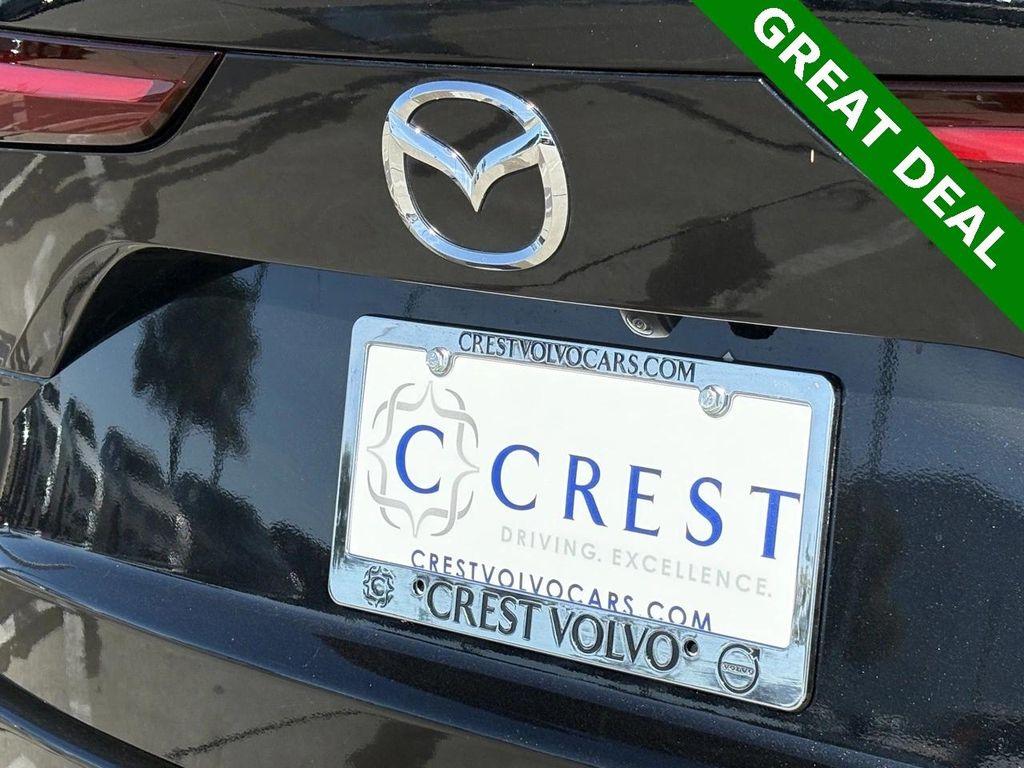 GREAT DEAL
CRESTVOLVOCARS.COM
C CREST
DRIVING. EXCELLENCE.
CRESTVOLVOCARS.COM
CREST VOLVO
VOLVO